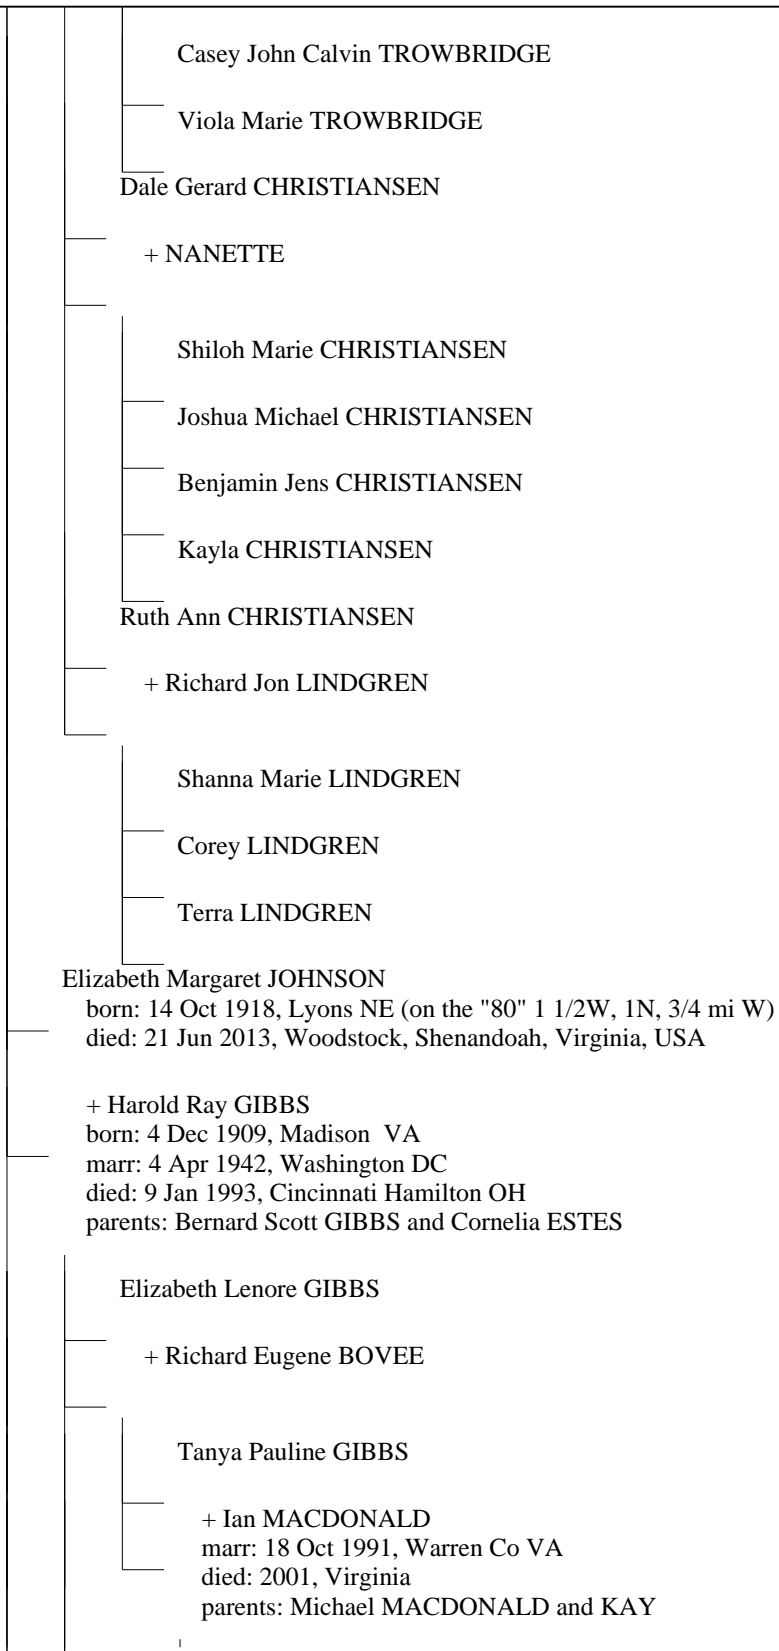 Casey John Calvin TROWBRIDGE
Viola Marie TROWBRIDGE
Dale Gerard CHRISTIANSEN
+ NANETTE
Shiloh Marie CHRISTIANSEN
Joshua Michael CHRISTIANSEN
Benjamin Jens CHRISTIANSEN
Kayla CHRISTIANSEN
Ruth Ann CHRISTIANSEN
+ Richard Jon LINDGREN
Shanna Marie LINDGREN
Corey LINDGREN
Terra LINDGREN
Elizabeth Margaret JOHNSON
born: 14 Oct 1918, Lyons NE (on the "80" 1 1/2W, 1N, 3/4 mi W)
died: 21 Jun 2013, Woodstock, Shenandoah, Virginia, USA
+ Harold Ray GIBBS
born: 4 Dec 1909, Madison  VA
marr: 4 Apr 1942, Washington DC
died: 9 Jan 1993, Cincinnati Hamilton OH
parents: Bernard Scott GIBBS and Cornelia ESTES
Elizabeth Lenore GIBBS
+ Richard Eugene BOVEE
Tanya Pauline GIBBS
+ Ian MACDONALD
marr: 18 Oct 1991, Warren Co VA
died: 2001, Virginia
parents: Michael MACDONALD and KAY